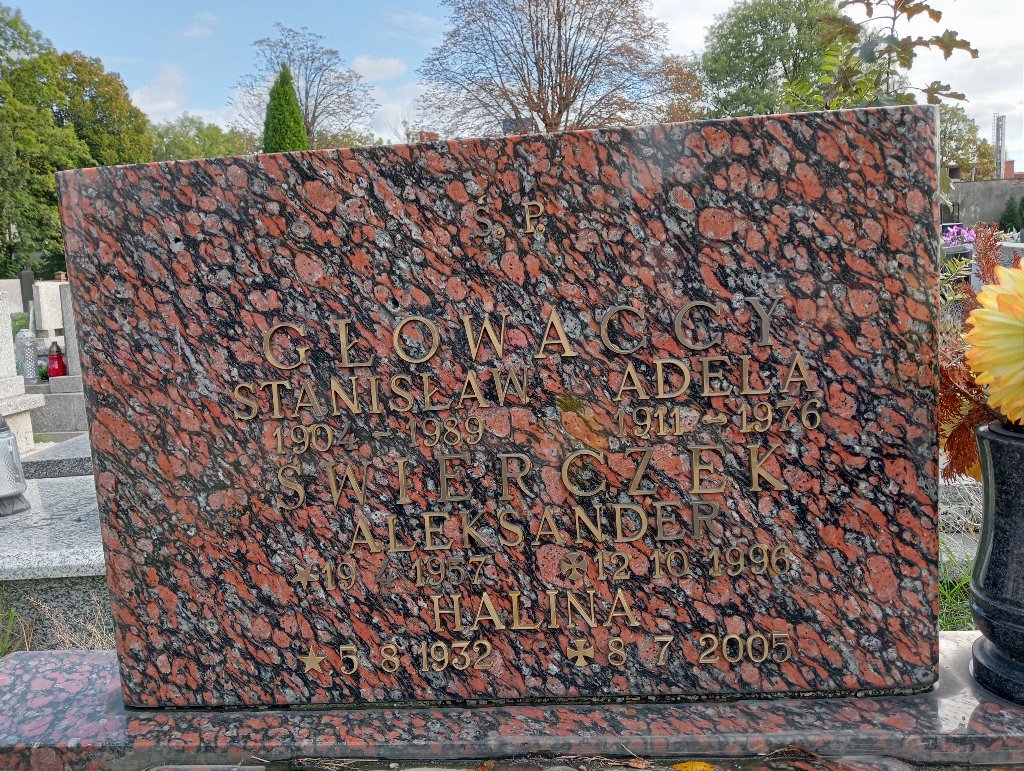 Ś. P.
GŁOWACCY
STANISŁAW ADELA
1904 - 1989 1911 - 1976
ŚWIERCZEK
ALEKSANDER
19 4 1957 12 10 1996
HALINA
5 8 1932 8 7 2005